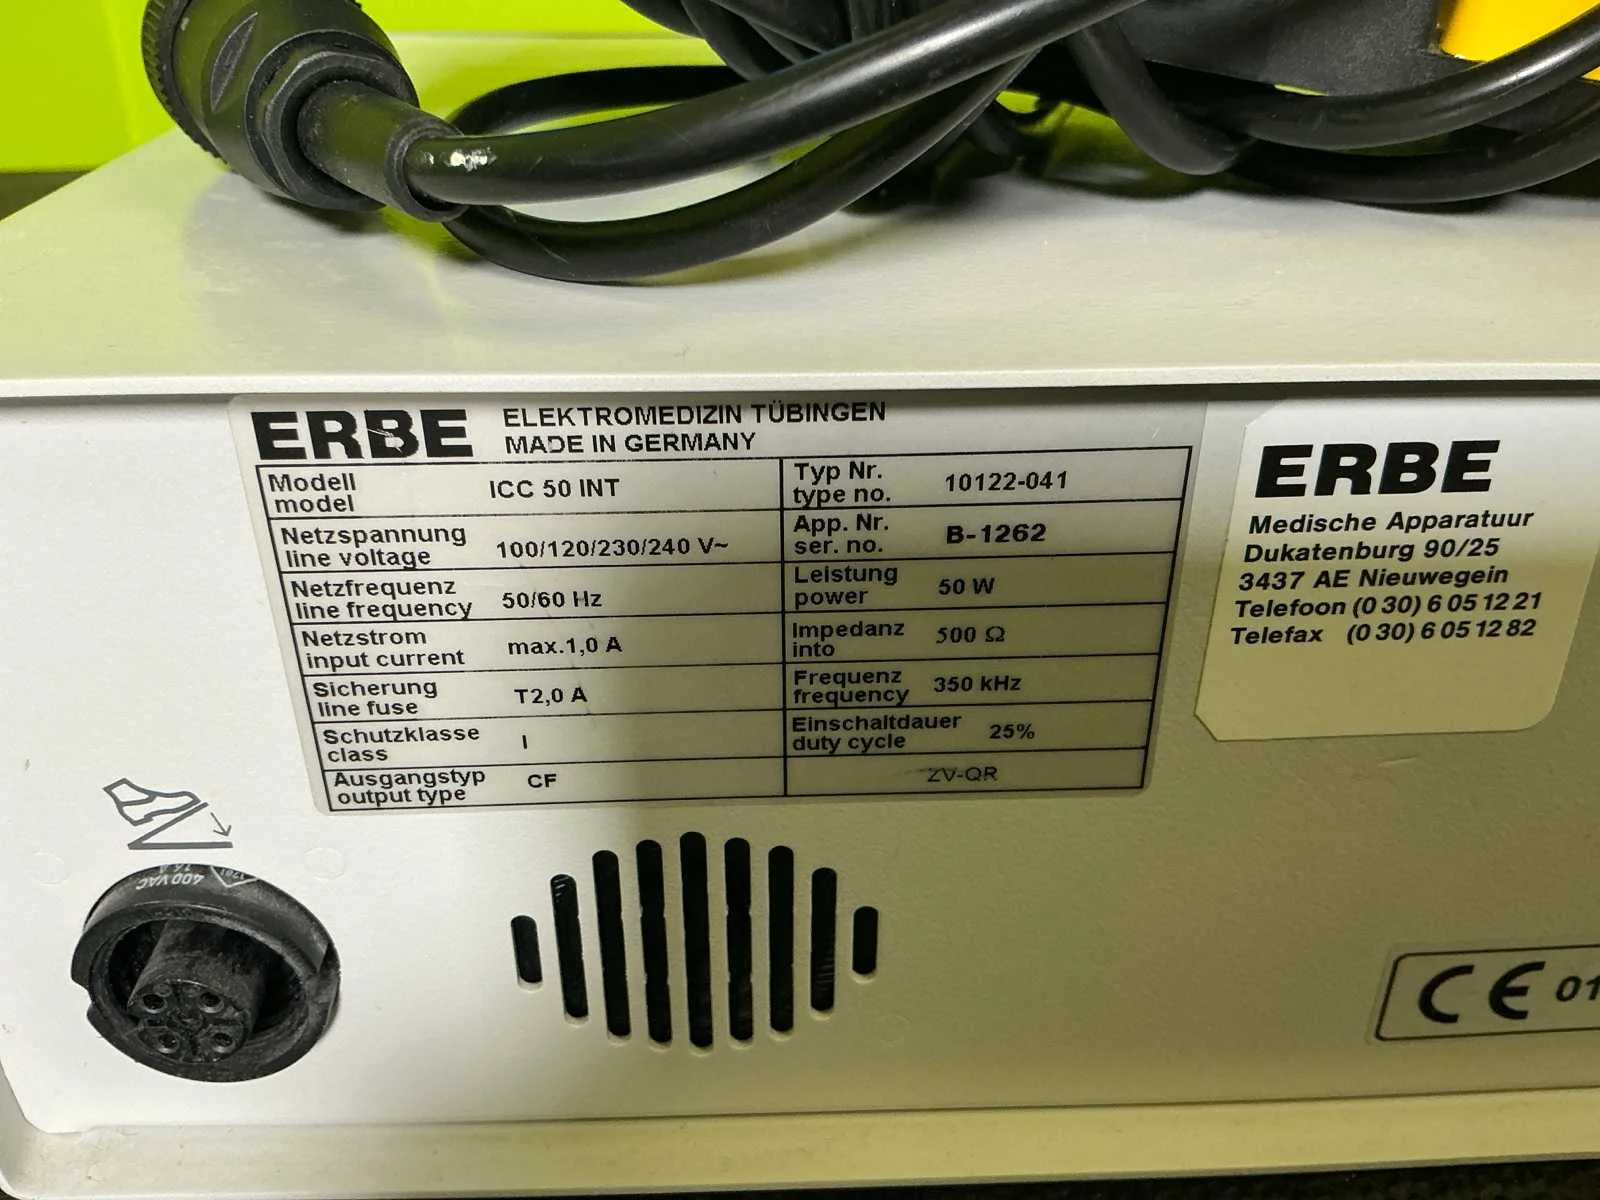 ERBE ELEKTROMEDIZIN TÜBINGEN
MADE IN GERMANY
Modell
model
ICC 50 INT
Netzspannung
line voltage
100/120/230/240 V~
Netzfrequenz
line frequency
50/60 Hz
Netzstrom
input current
max.1,0 A
Sicherung
line fuse
T2,0 A
Schutzklasse
class
I
Ausgangstyp
output type
CF
Typ Nr.
type no.
10122-041
App. Nr.
ser. no.
B-1262
Leistung
power
50 W
Impedanz
into
500 Ω
Frequenz
frequency
350 kHz
Einschaltdauer
duty cycle
25%
ZV-QR
ERBE
Medische Apparatuur
Dukatenburg 90/25
3437 AE Nieuwegein
Telefoon (0 30) 6 05 12 21
Telefax (0 30) 6 05 12 82
400VAC
CE 01